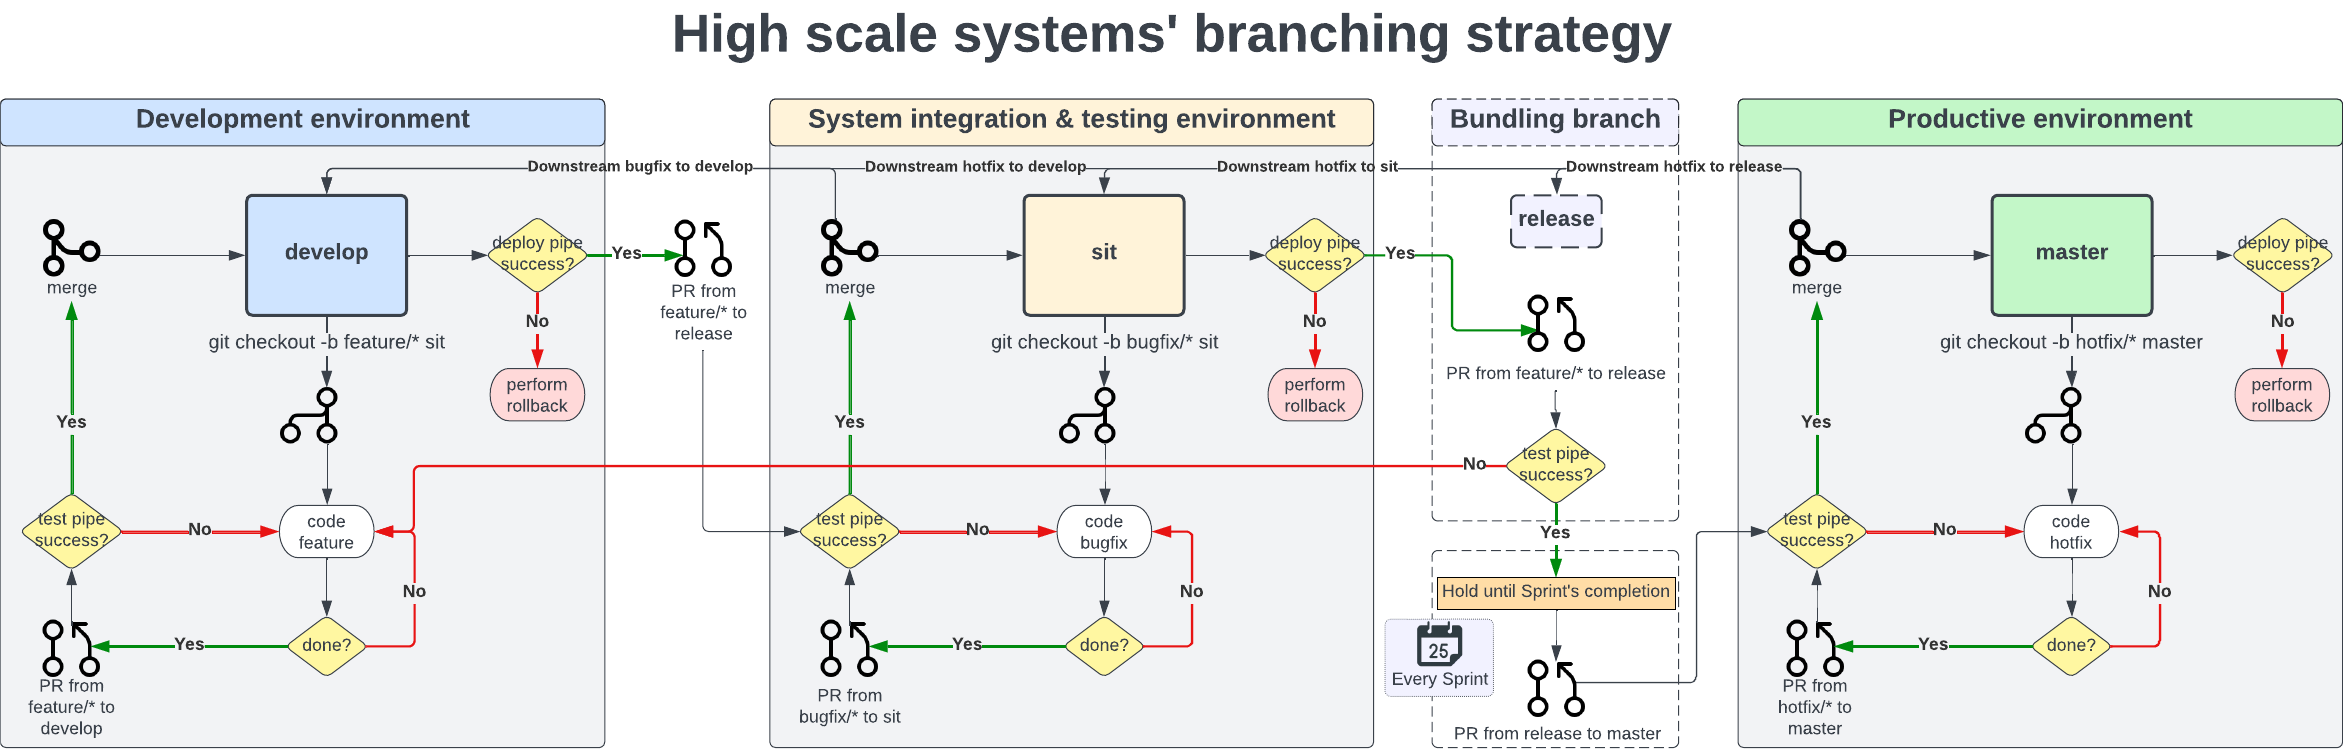 High scale systems' branching strategy
Development environment
System integration & testing environment
Bundling branch
Productive environment
Downstream bugfix to develop
Downstream hotfix to develop
Downstream hotfix to sit
Downstream hotfix to release
merge
develop
deploy pipe
success?
Yes
No
perform
rollback
git checkout -b feature/* sit
Yes
test pipe
success?
No
code
feature
No
done?
Yes
PR from
feature/* to
develop
PR from
feature/* to
release
merge
sit
deploy pipe
success?
Yes
No
perform
rollback
git checkout -b bugfix/* sit
Yes
test pipe
success?
No
code
bugfix
No
done?
Yes
PR from
bugfix/* to sit
release
PR from feature/* to release
test pipe
success?
No
Yes
Hold until Sprint's completion
25
Every Sprint
PR from release to master
merge
master
deploy pipe
success?
No
perform
rollback
git checkout -b hotfix/* master
Yes
test pipe
success?
No
code
hotfix
No
done?
Yes
PR from
hotfix/* to
master